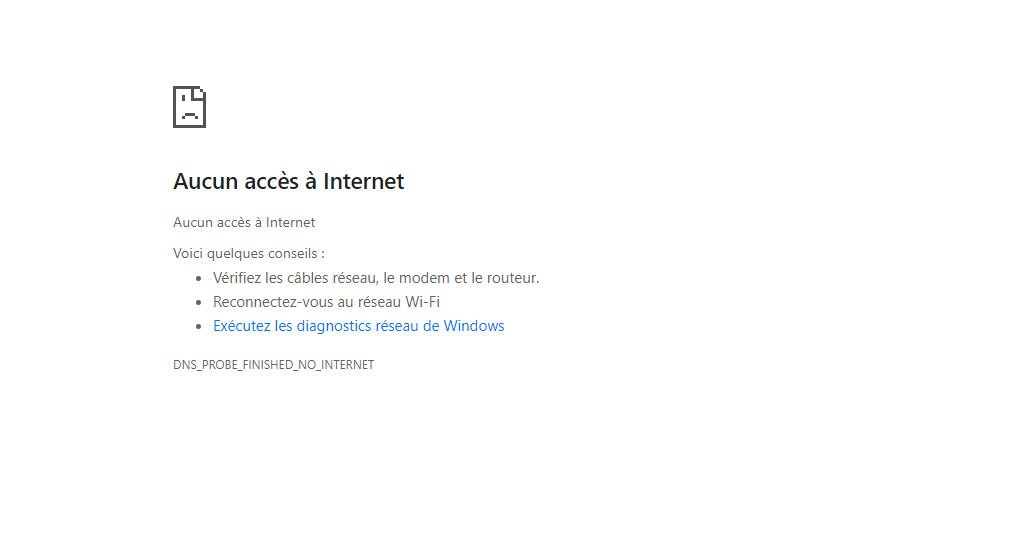 Aucun accès à Internet
Aucun accès à Internet
Voici quelques conseils :
• Vérifiez les câbles réseau, le modem et le routeur.
• Reconnectez-vous au réseau Wi-Fi
• Exécutez les diagnostics réseau de Windows
DNS_PROBE_FINISHED_NO_INTERNET